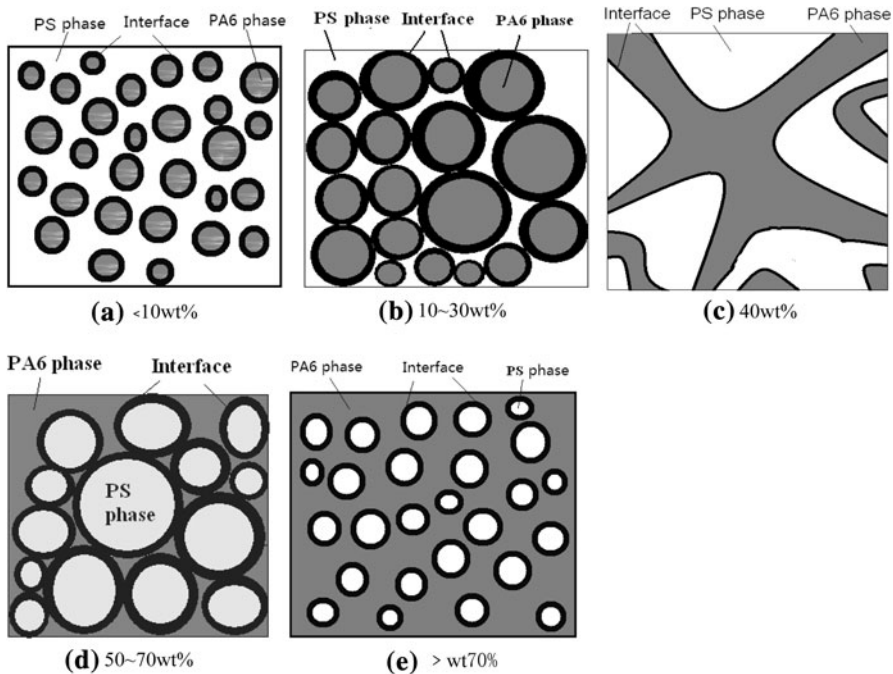 PS phase Interface PA6 phase
(a) <10wt%
PS phase Interface PA6 phase
(b) 10~30wt%
Interface PS phase PA6 phase
(c) 40wt%
PA6 phase Interface
PS
phase
(d) 50~70wt%
PA6 phase Interface PS phase
(e) > wt70%